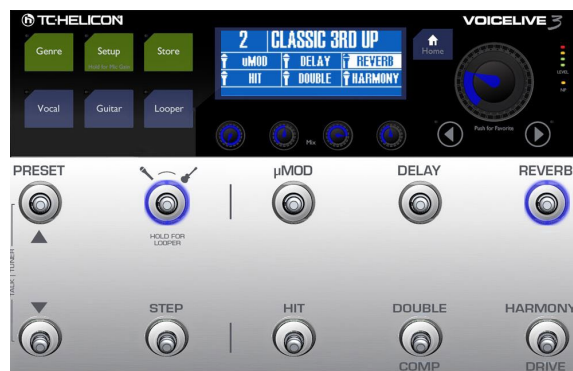 TC·HELICON
VOICELIVE 3
Genre
Setup
Hold for Mic Gain
Store
Vocal
Guitar
Looper
2 CLASSIC 3RD UP
uMOD DELAY REVERB
HIT DOUBLE HARMONY
Home
LEVEL
Mix
Push for Favorite
PRESET
HOLD FOR
LOOPER
µMOD
DELAY
REVERB
TALK | TUNER
STEP
HIT
DOUBLE
HARMONY
COMP
DRIVE